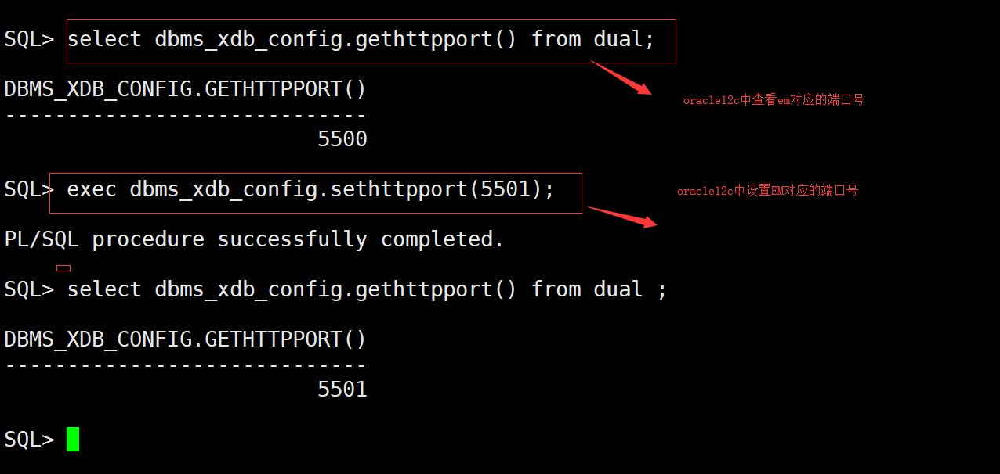 SQL> select dbms_xdb_config.gethttpport() from dual;
oracle12c中查看em对应的端口号
DBMS_XDB_CONFIG.GETHTTPPORT()
-----------------------------
5500
SQL> exec dbms_xdb_config.sethttpport(5501);
oracle12c中设置EM对应的端口号
PL/SQL procedure successfully completed.
SQL> select dbms_xdb_config.gethttpport() from dual ;
DBMS_XDB_CONFIG.GETHTTPPORT()
-----------------------------
5501
SQL>